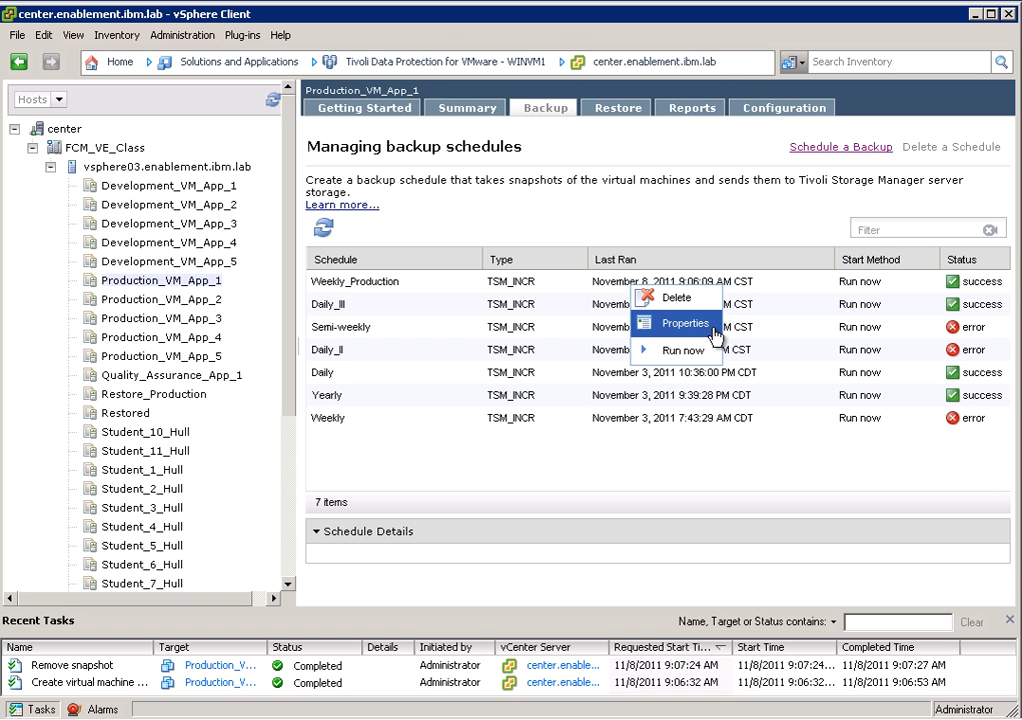 center.enablement.ibm.lab - vSphere Client
File Edit View Inventory Administration Plug-ins Help
Home Solutions and Applications Tivoli Data Protection for VMware - WINVM1 center.enablement.ibm.lab Search Inventory
Hosts
center
FCM_VE_Class
vsphere03.enablement.ibm.lab
Development_VM_App_1
Development_VM_App_2
Development_VM_App_3
Development_VM_App_4
Development_VM_App_5
Production_VM_App_1
Production_VM_App_2
Production_VM_App_3
Production_VM_App_4
Production_VM_App_5
Quality_Assurance_App_1
Restore_Production
Restored
Student_10_Hull
Student_11_Hull
Student_1_Hull
Student_2_Hull
Student_3_Hull
Student_4_Hull
Student_5_Hull
Student_6_Hull
Student_7_Hull
Production_VM_App_1
Getting Started Summary Backup Restore Reports Configuration
Managing backup schedules
Schedule a Backup Delete a Schedule
Create a backup schedule that takes snapshots of the virtual machines and sends them to Tivoli Storage Manager server
storage.
Learn more...
Filter
Schedule Type Last Ran Start Method Status
Weekly_Production TSM_INCR November 8, 2011 9:06:09 AM CST Run now success
Daily_III TSM_INCR M CST Run now success
Semi-weekly TSM_INCR M CST Run now error
Daily_II TSM_INCR M CST Run now error
Daily TSM_INCR November 3, 2011 10:36:00 PM CDT Run now success
Yearly TSM_INCR November 3, 2011 9:39:28 PM CDT Run now success
Weekly TSM_INCR November 3, 2011 7:43:29 AM CDT Run now error
Delete
Properties
Run now
7 items
Schedule Details
Recent Tasks
Name, Target or Status contains: Clear
Name Target Status Details Initiated by vCenter Server Requested Start Ti... Start Time Completed Time
Remove snapshot Production_V... Completed Administrator center.enable... 11/8/2011 9:07:24 AM 11/8/2011 9:07:24... 11/8/2011 9:07:27 AM
Create virtual machine ... Production_V... Completed Administrator center.enable... 11/8/2011 9:06:32 AM 11/8/2011 9:06:32... 11/8/2011 9:06:53 AM
Tasks Alarms Administrator